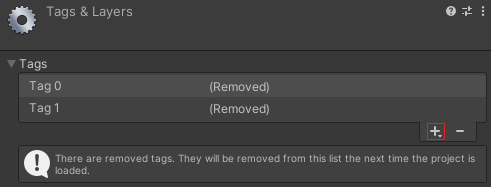 Tags & Layers
Tags
Tag 0 (Removed)
Tag 1 (Removed)
There are removed tags. They will be removed from this list the next time the project is
loaded.